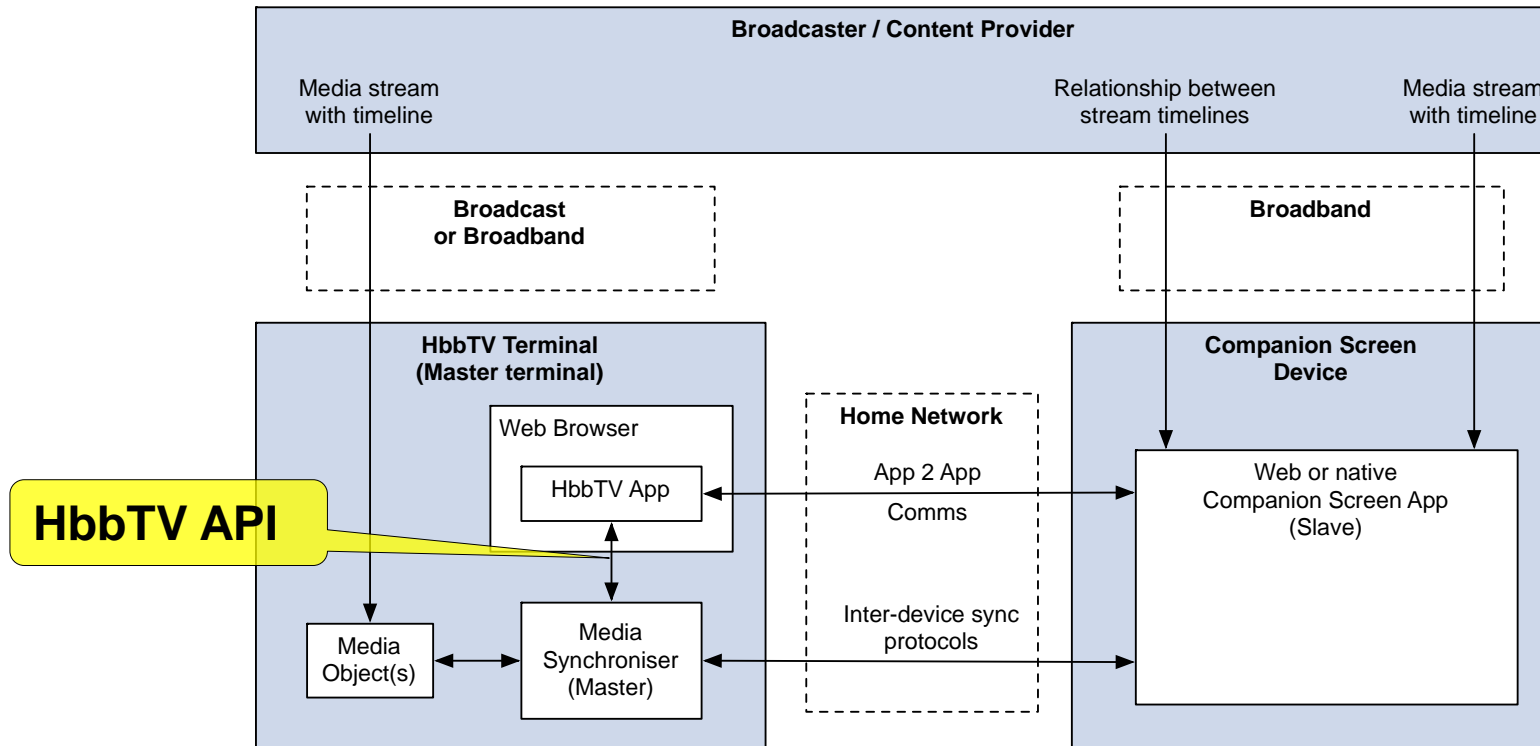 Broadcaster / Content Provider
Media stream
with timeline
Relationship between
stream timelines
Media stream
with timeline
Broadcast
or Broadband
Broadband
HbbTV Terminal
(Master terminal)
Companion Screen
Device
Web Browser
HbbTV App
Home Network
App 2 App
Comms
Web or native
Companion Screen App
(Slave)
HbbTV API
Media
Object(s)
Media
Synchroniser
(Master)
Inter-device sync
protocols